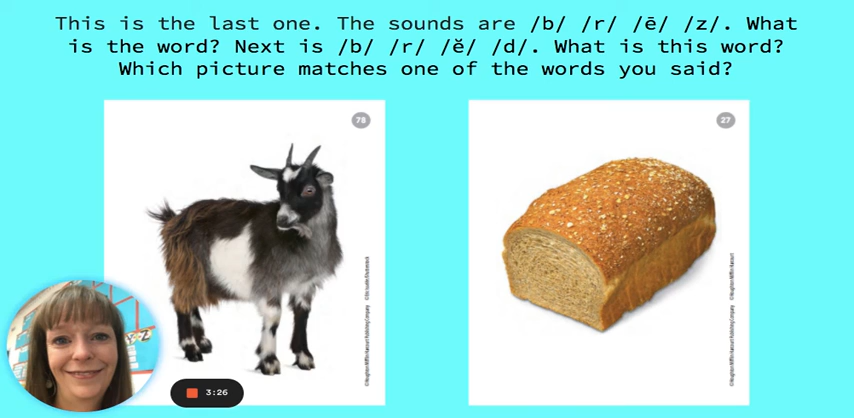 This is the last one. The sounds are /b/ /r/ /ē/ /z/. What
is the word? Next is /b/ /r/ /ĕ/ /d/. What is this word?
Which picture matches one of the words you said?
78
27
3:26